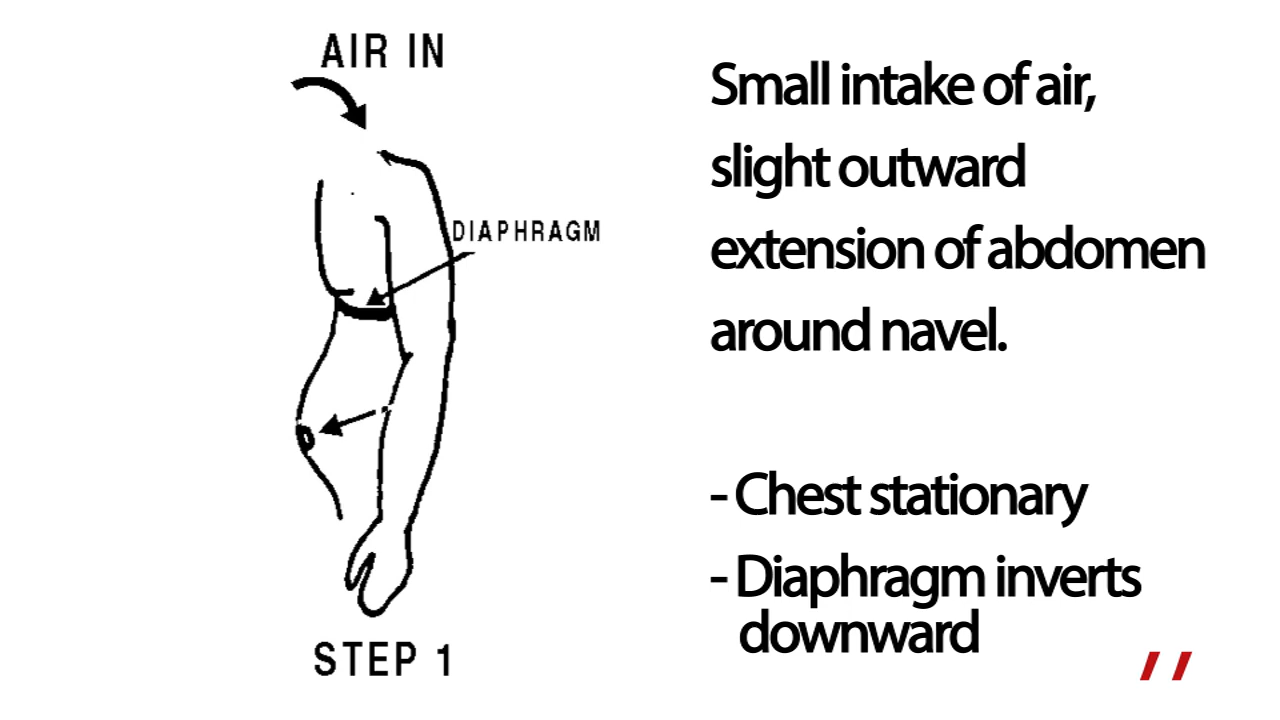 AIR IN
DIAPHRAGM
STEP 1
Small intake of air,
slight outward
extension of abdomen
around navel.
- Chest stationary
- Diaphragm inverts
downward